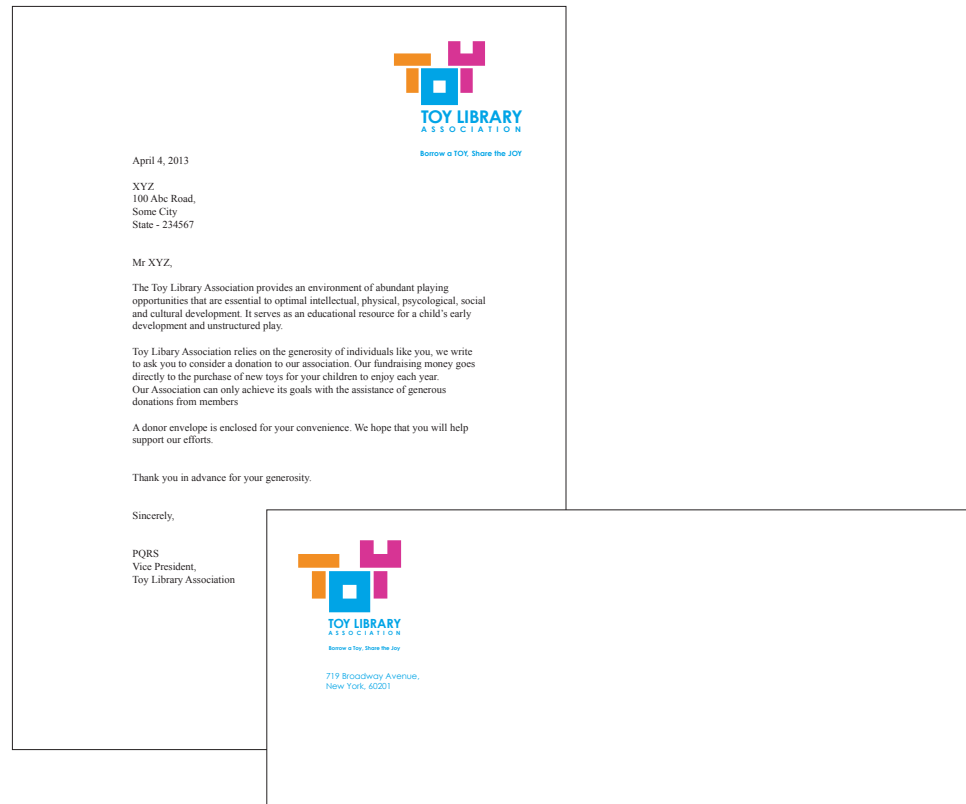 TOY
TOY LIBRARY
ASSOCIATION
Borrow a TOY, Share the JOY
April 4, 2013
XYZ
100 Abc Road,
Some City
State - 234567
Mr XYZ,
The Toy Library Association provides an environment of abundant playing
opportunities that are essential to optimal intellectual, physical, psycological, social
and cultural development. It serves as an educational resource for a child’s early
development and unstructured play.
Toy Libary Association relies on the generosity of individuals like you, we write
to ask you to consider a donation to our association. Our fundraising money goes
directly to the purchase of new toys for your children to enjoy each year.
Our Association can only achieve its goals with the assistance of generous
donations from members
A donor envelope is enclosed for your convenience. We hope that you will help
support our efforts.
Thank you in advance for your generosity.
Sincerely,
PQRS
Vice President,
Toy Library Association
TOY
TOY LIBRARY
ASSOCIATION
Borrow a Toy, Share the Joy
719 Broadway Avenue,
New York, 60201